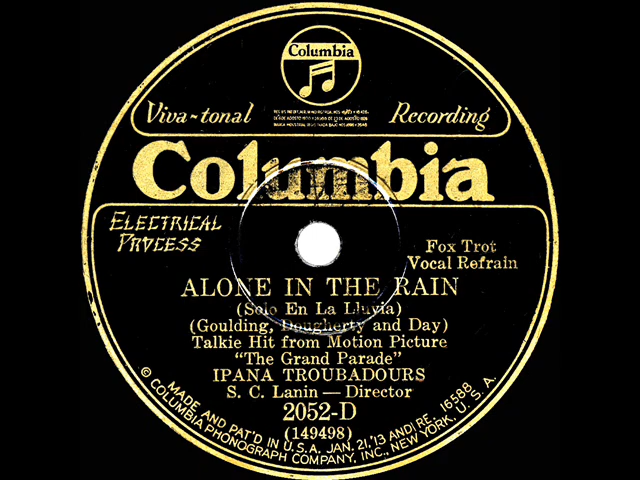 Columbia
Viva-tonal Recording
Columbia
ELECTRICAL
PROCESS
Fox Trot
Vocal Refrain
ALONE IN THE RAIN
(Solo En La Lluvia)
(Goulding, Dougherty and Day)
Talkie Hit from Motion Picture
"The Grand Parade"
IPANA TROUBADOURS
S. C. Lanin — Director
2052-D
(149498)
MADE AND PAT'D IN U.S.A. JAN. 21, '13 AND RE. 16588
© COLUMBIA PHONOGRAPH COMPANY, INC., NEW YORK, U. S. A.